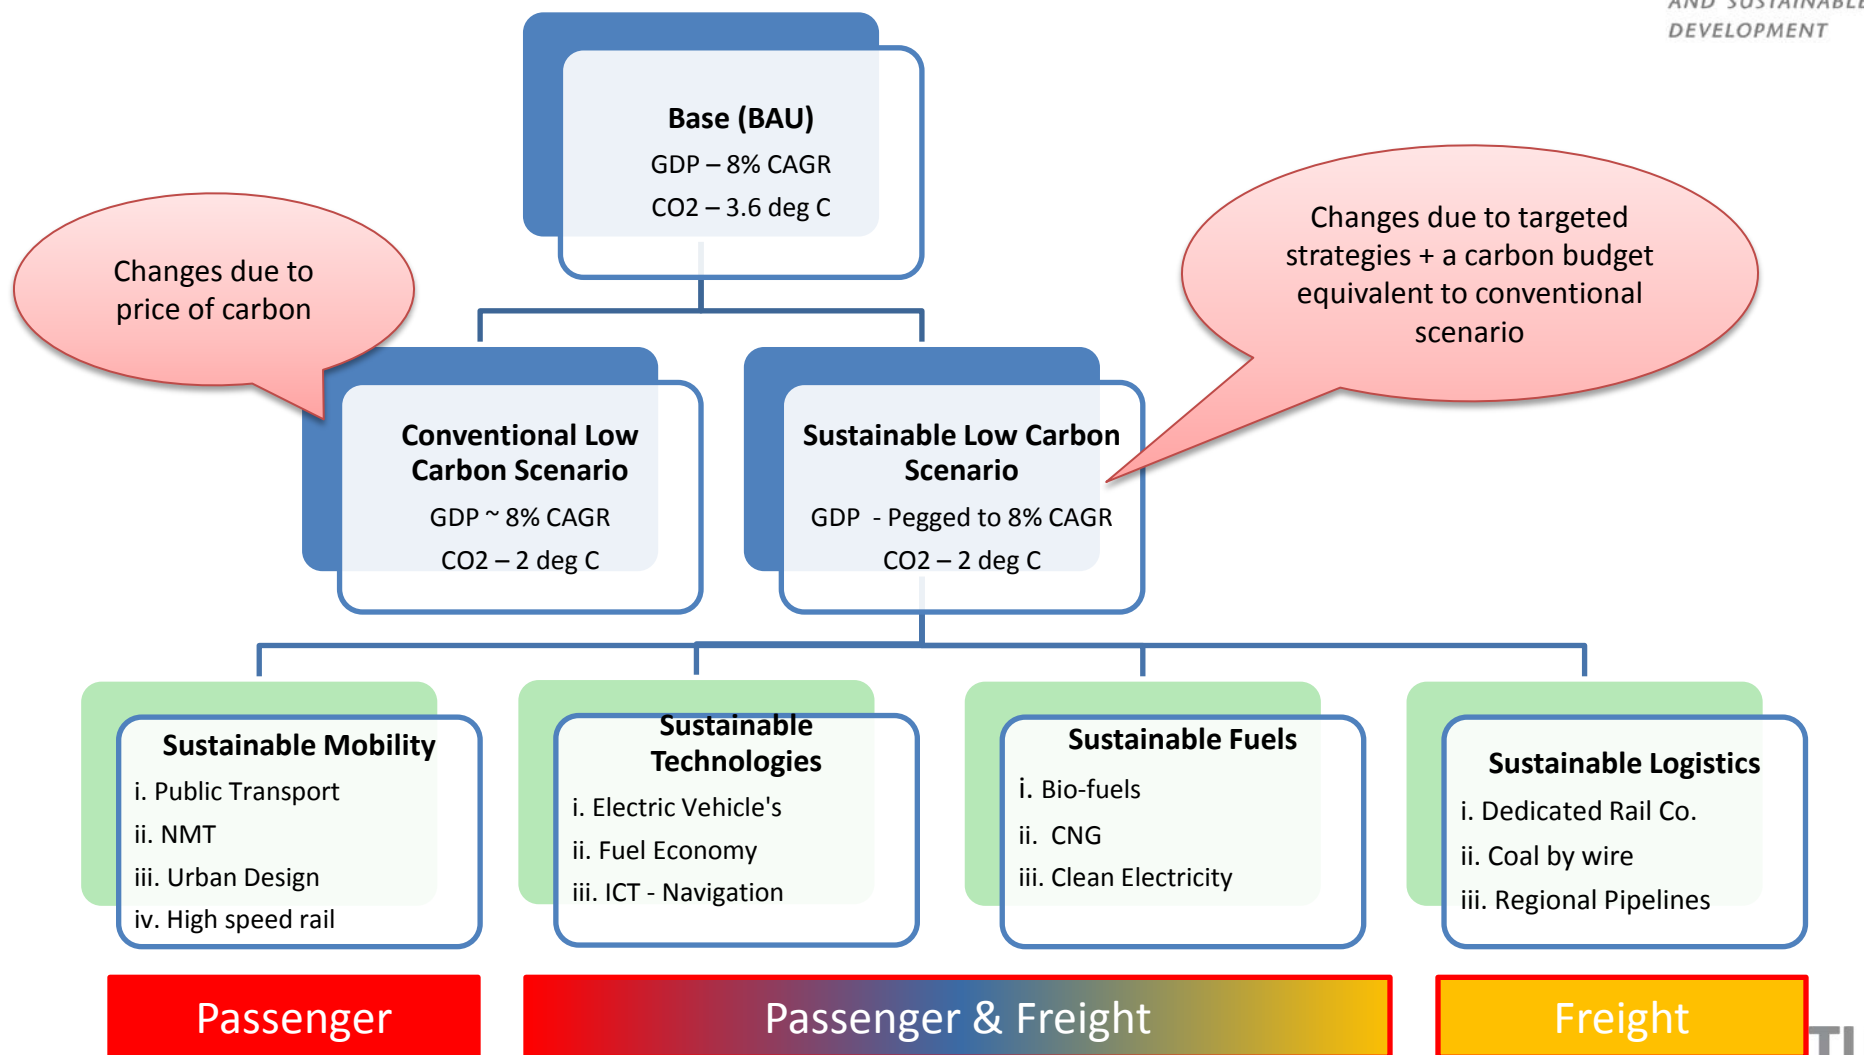 AND SUSTAINABLE
DEVELOPMENT
Base (BAU)
GDP – 8% CAGR
CO2 – 3.6 deg C
Changes due to
price of carbon
Changes due to targeted
strategies + a carbon budget
equivalent to conventional
scenario
Conventional Low
Carbon Scenario
GDP ~ 8% CAGR
CO2 – 2 deg C
Sustainable Low Carbon
Scenario
GDP - Pegged to 8% CAGR
CO2 – 2 deg C
Sustainable Mobility
i. Public Transport
ii. NMT
iii. Urban Design
iv. High speed rail
Sustainable
Technologies
i. Electric Vehicle's
ii. Fuel Economy
iii. ICT - Navigation
Sustainable Fuels
i. Bio-fuels
ii. CNG
iii. Clean Electricity
Sustainable Logistics
i. Dedicated Rail Co.
ii. Coal by wire
iii. Regional Pipelines
Passenger
Passenger & Freight
Freight